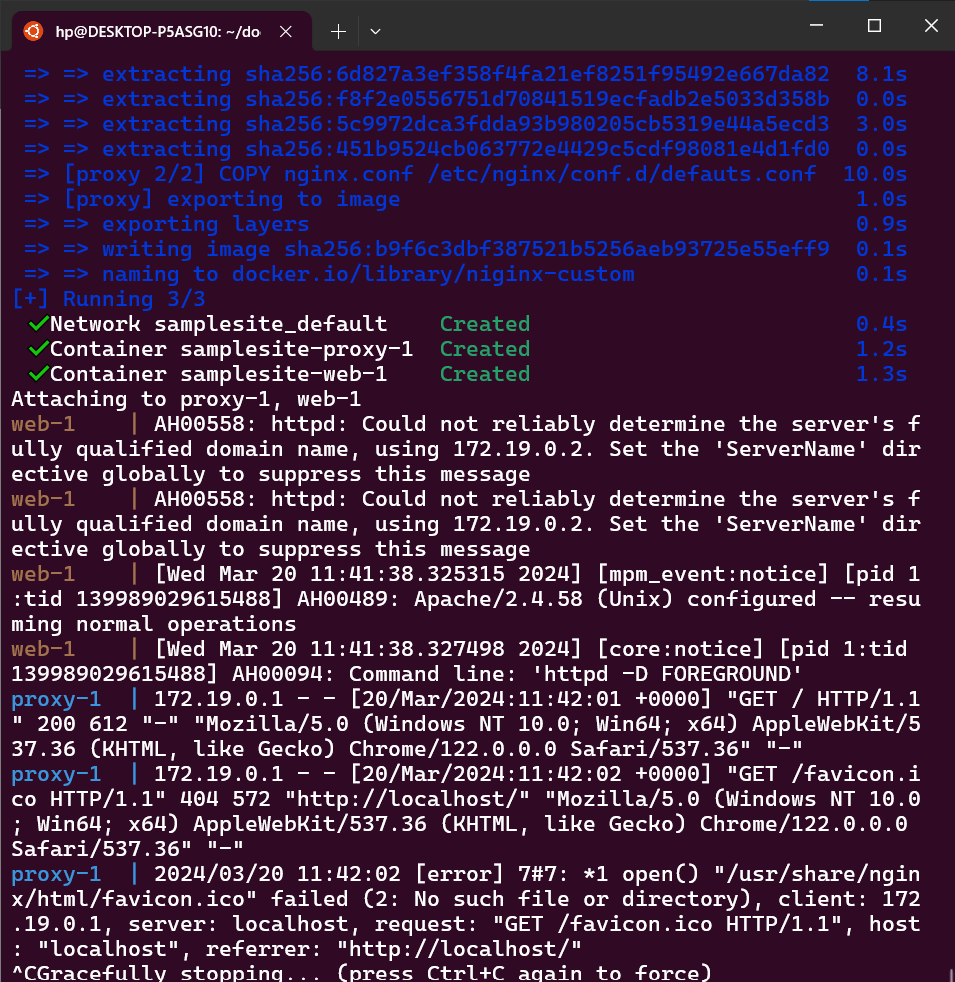 hp@DESKTOP-P5ASG10: ~/do
=> => extracting sha256:6d827a3ef358f4fa21ef8251f95492e667da82 8.1s
=> => extracting sha256:f8f2e0556751d70841519ecfadb2e5033d358b 0.0s
=> => extracting sha256:5c9972dca3fdda93b980205cb5319e44a5ecd3 3.0s
=> => extracting sha256:451b9524cb063772e4429c5cdf98081e4d1fd0 0.0s
=> [proxy 2/2] COPY nginx.conf /etc/nginx/conf.d/defauts.conf 10.0s
=> [proxy] exporting to image 1.0s
=> => exporting layers 0.9s
=> => writing image sha256:b9f6c3dbf387521b5256aeb93725e55eff9 0.1s
=> => naming to docker.io/library/niginx-custom 0.1s
[+] Running 3/3
✔Network samplesite_default Created 0.4s
✔Container samplesite-proxy-1 Created 1.2s
✔Container samplesite-web-1 Created 1.3s
Attaching to proxy-1, web-1
web-1 | AH00558: httpd: Could not reliably determine the server's f
ully qualified domain name, using 172.19.0.2. Set the 'ServerName' dir
ective globally to suppress this message
web-1 | AH00558: httpd: Could not reliably determine the server's f
ully qualified domain name, using 172.19.0.2. Set the 'ServerName' dir
ective globally to suppress this message
web-1 | [Wed Mar 20 11:41:38.325315 2024] [mpm_event:notice] [pid 1
:tid 139989029615488] AH00489: Apache/2.4.58 (Unix) configured -- resu
ming normal operations
web-1 | [Wed Mar 20 11:41:38.327498 2024] [core:notice] [pid 1:tid
139989029615488] AH00094: Command line: 'httpd -D FOREGROUND'
proxy-1 | 172.19.0.1 - - [20/Mar/2024:11:42:01 +0000] "GET / HTTP/1.1
" 200 612 "-" "Mozilla/5.0 (Windows NT 10.0; Win64; x64) AppleWebKit/5
37.36 (KHTML, like Gecko) Chrome/122.0.0.0 Safari/537.36" "-"
proxy-1 | 172.19.0.1 - - [20/Mar/2024:11:42:02 +0000] "GET /favicon.i
co HTTP/1.1" 404 572 "http://localhost/" "Mozilla/5.0 (Windows NT 10.0
; Win64; x64) AppleWebKit/537.36 (KHTML, like Gecko) Chrome/122.0.0.0
Safari/537.36" "-"
proxy-1 | 2024/03/20 11:42:02 [error] 7#7: *1 open() "/usr/share/ngin
x/html/favicon.ico" failed (2: No such file or directory), client: 172
.19.0.1, server: localhost, request: "GET /favicon.ico HTTP/1.1", host
: "localhost", referrer: "http://localhost/"
^CGracefully stopping... (press Ctrl+C again to force)